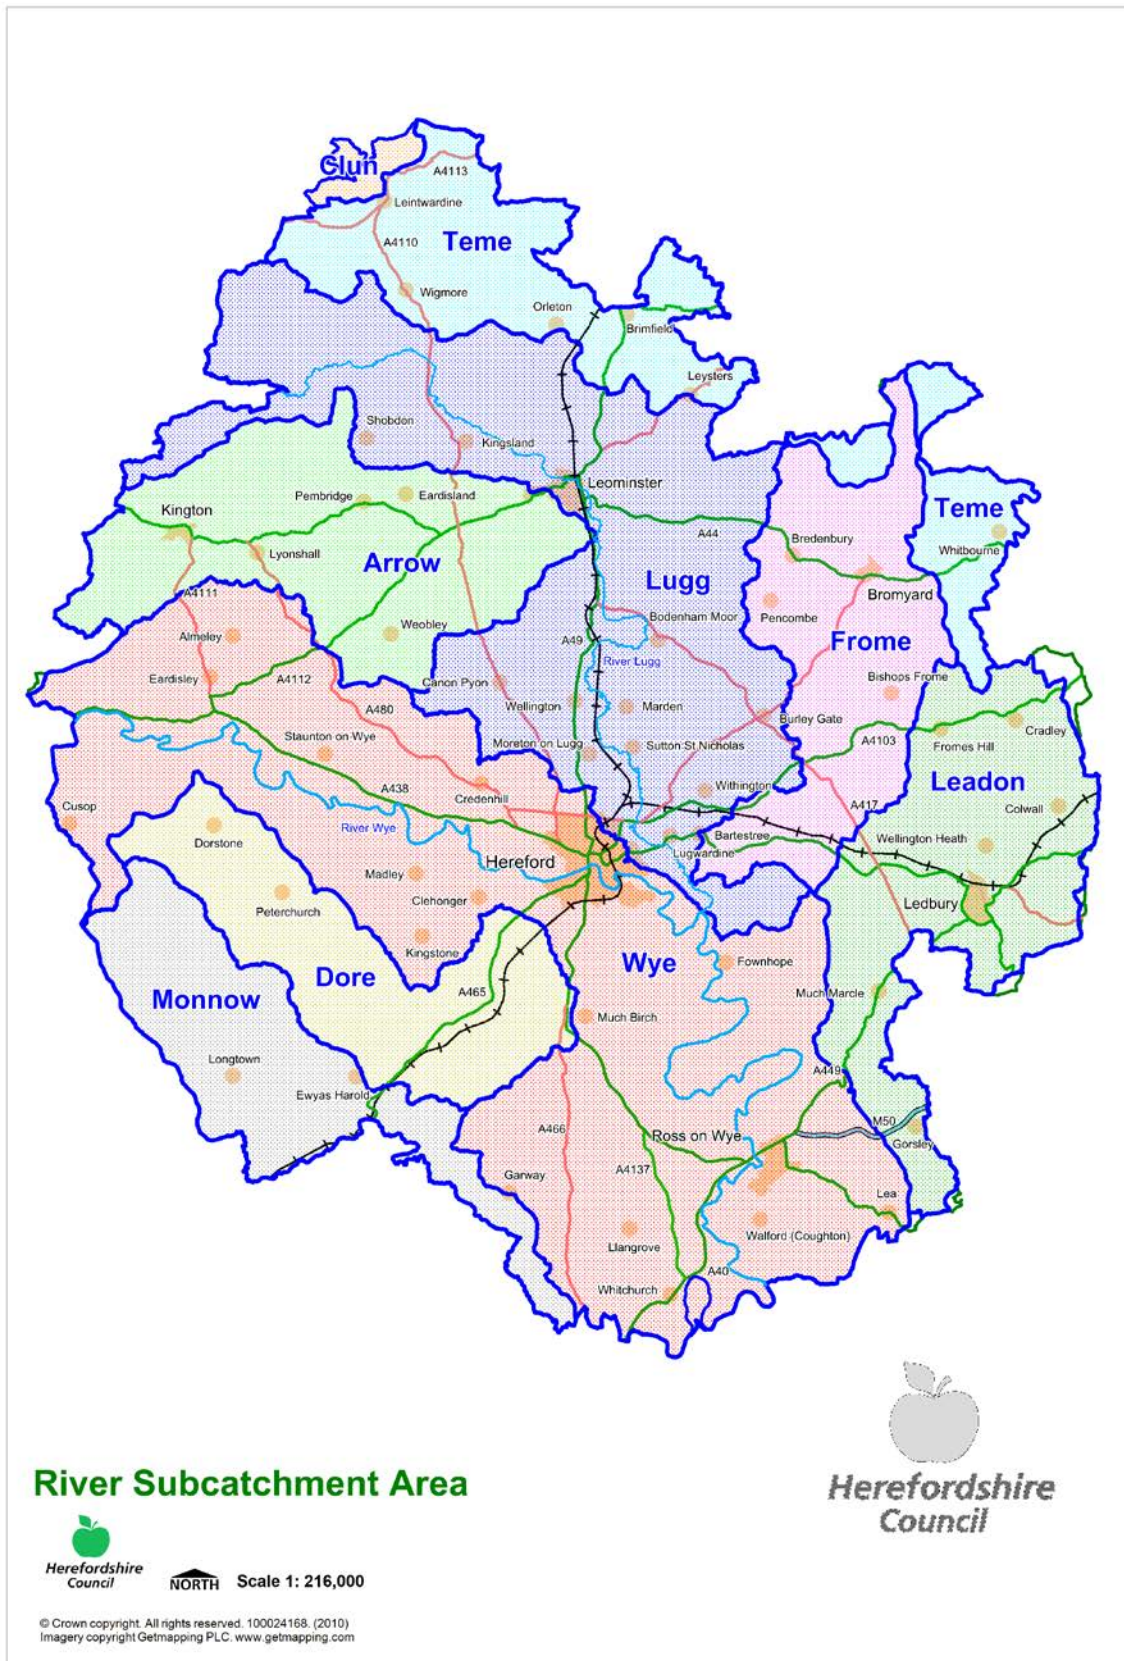 Clun
A4113
Leintwardine
A4110
Teme
Wigmore
Orleton
Brimfield
Leysters
Shobdon
Kingsland
Leominster
Pembridge
Eardisland
Kington
Teme
A44
Bredenbury
Whitbourne
Lyonshall
Arrow
Lugg
A4111
Bromyard
Bodenham Moor
Pencombe
Weobley
Almeley
A49
Frome
River Lugg
Eardisley
A4112
Canon Pyon
Bishops Frome
Wellington
Marden
A480
Burley Gate
Cradley
Staunton on Wye
Moreton on Lugg
Sutton St Nicholas
A4103
Fromes Hill
Leadon
A438
Credenhill
Withington
Cusop
A417
Colwall
River Wye
Bartestree
Wellington Heath
Dorstone
Lugwardine
Hereford
Madley
Clehonger
Ledbury
Peterchurch
Kingstone
Wye
Fownhope
Dore
Monnow
A465
Much Marcle
Much Birch
Longtown
A449
Ewyas Harold
M50
A466
Ross on Wye
Gorsley
Garway
A4137
Lea
Walford (Coughton)
Llangrove
A40
Whitchurch
River Subcatchment Area
Herefordshire
Council
Herefordshire
Council
NORTH
Scale 1: 216,000
© Crown copyright. All rights reserved. 100024168. (2010)
Imagery copyright Getmapping PLC. www.getmapping.com